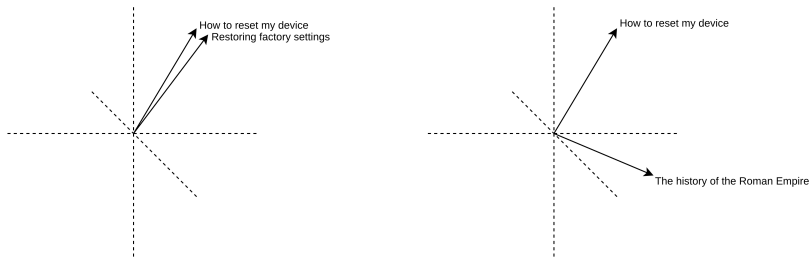 How to reset my device
Restoring factory settings
How to reset my device
The history of the Roman Empire